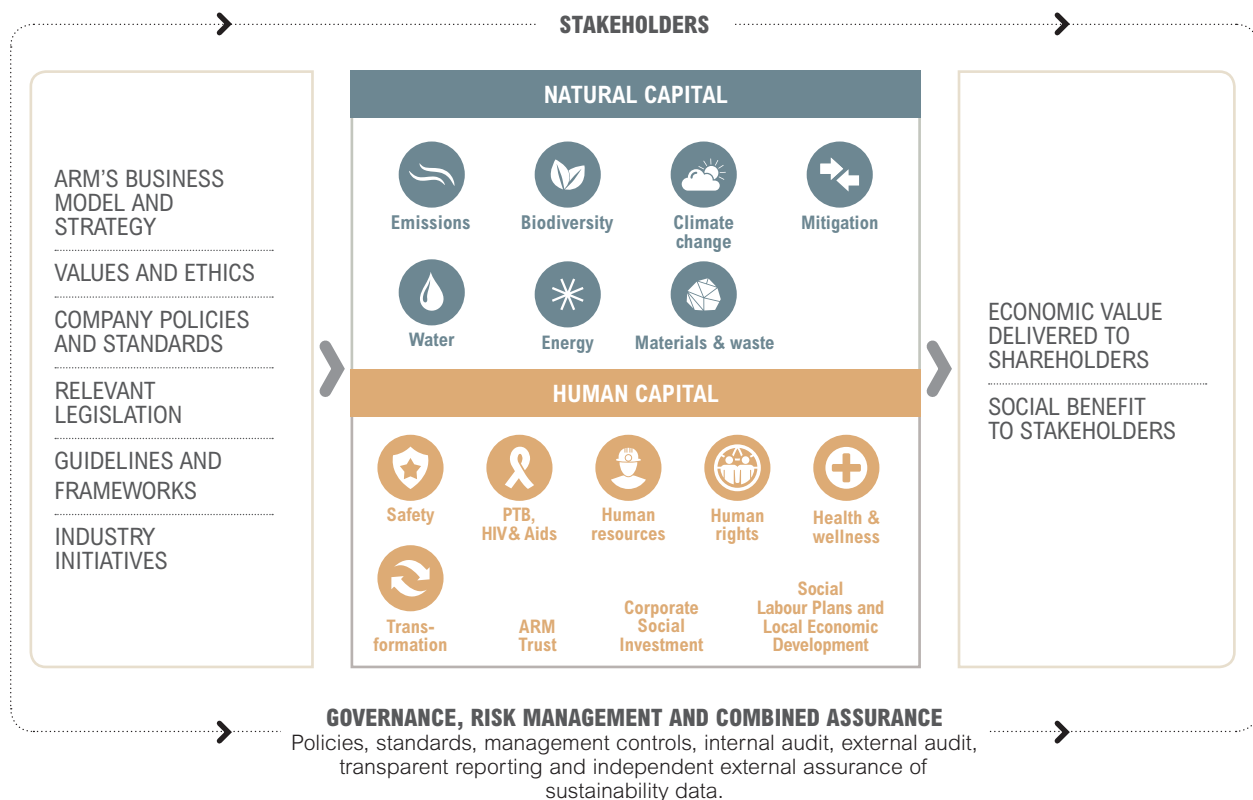 STAKEHOLDERS
ARM'S BUSINESS
MODEL AND
STRATEGY
VALUES AND ETHICS
COMPANY POLICIES
AND STANDARDS
RELEVANT
LEGISLATION
GUIDELINES AND
FRAMEWORKS
INDUSTRY
INITIATIVES
NATURAL CAPITAL
Emissions
Biodiversity
Climate
change
Mitigation
Water
Energy
Materials & waste
HUMAN CAPITAL
Safety
PTB,
HIV & Aids
Human
resources
Human
rights
Health &
wellness
Trans-
formation
ARM
Trust
Corporate
Social
Investment
Social
Labour Plans and
Local Economic
Development
ECONOMIC VALUE
DELIVERED TO
SHAREHOLDERS
SOCIAL BENEFIT
TO STAKEHOLDERS
GOVERNANCE, RISK MANAGEMENT AND COMBINED ASSURANCE
Policies, standards, management controls, internal audit, external audit,
transparent reporting and independent external assurance of
sustainability data.